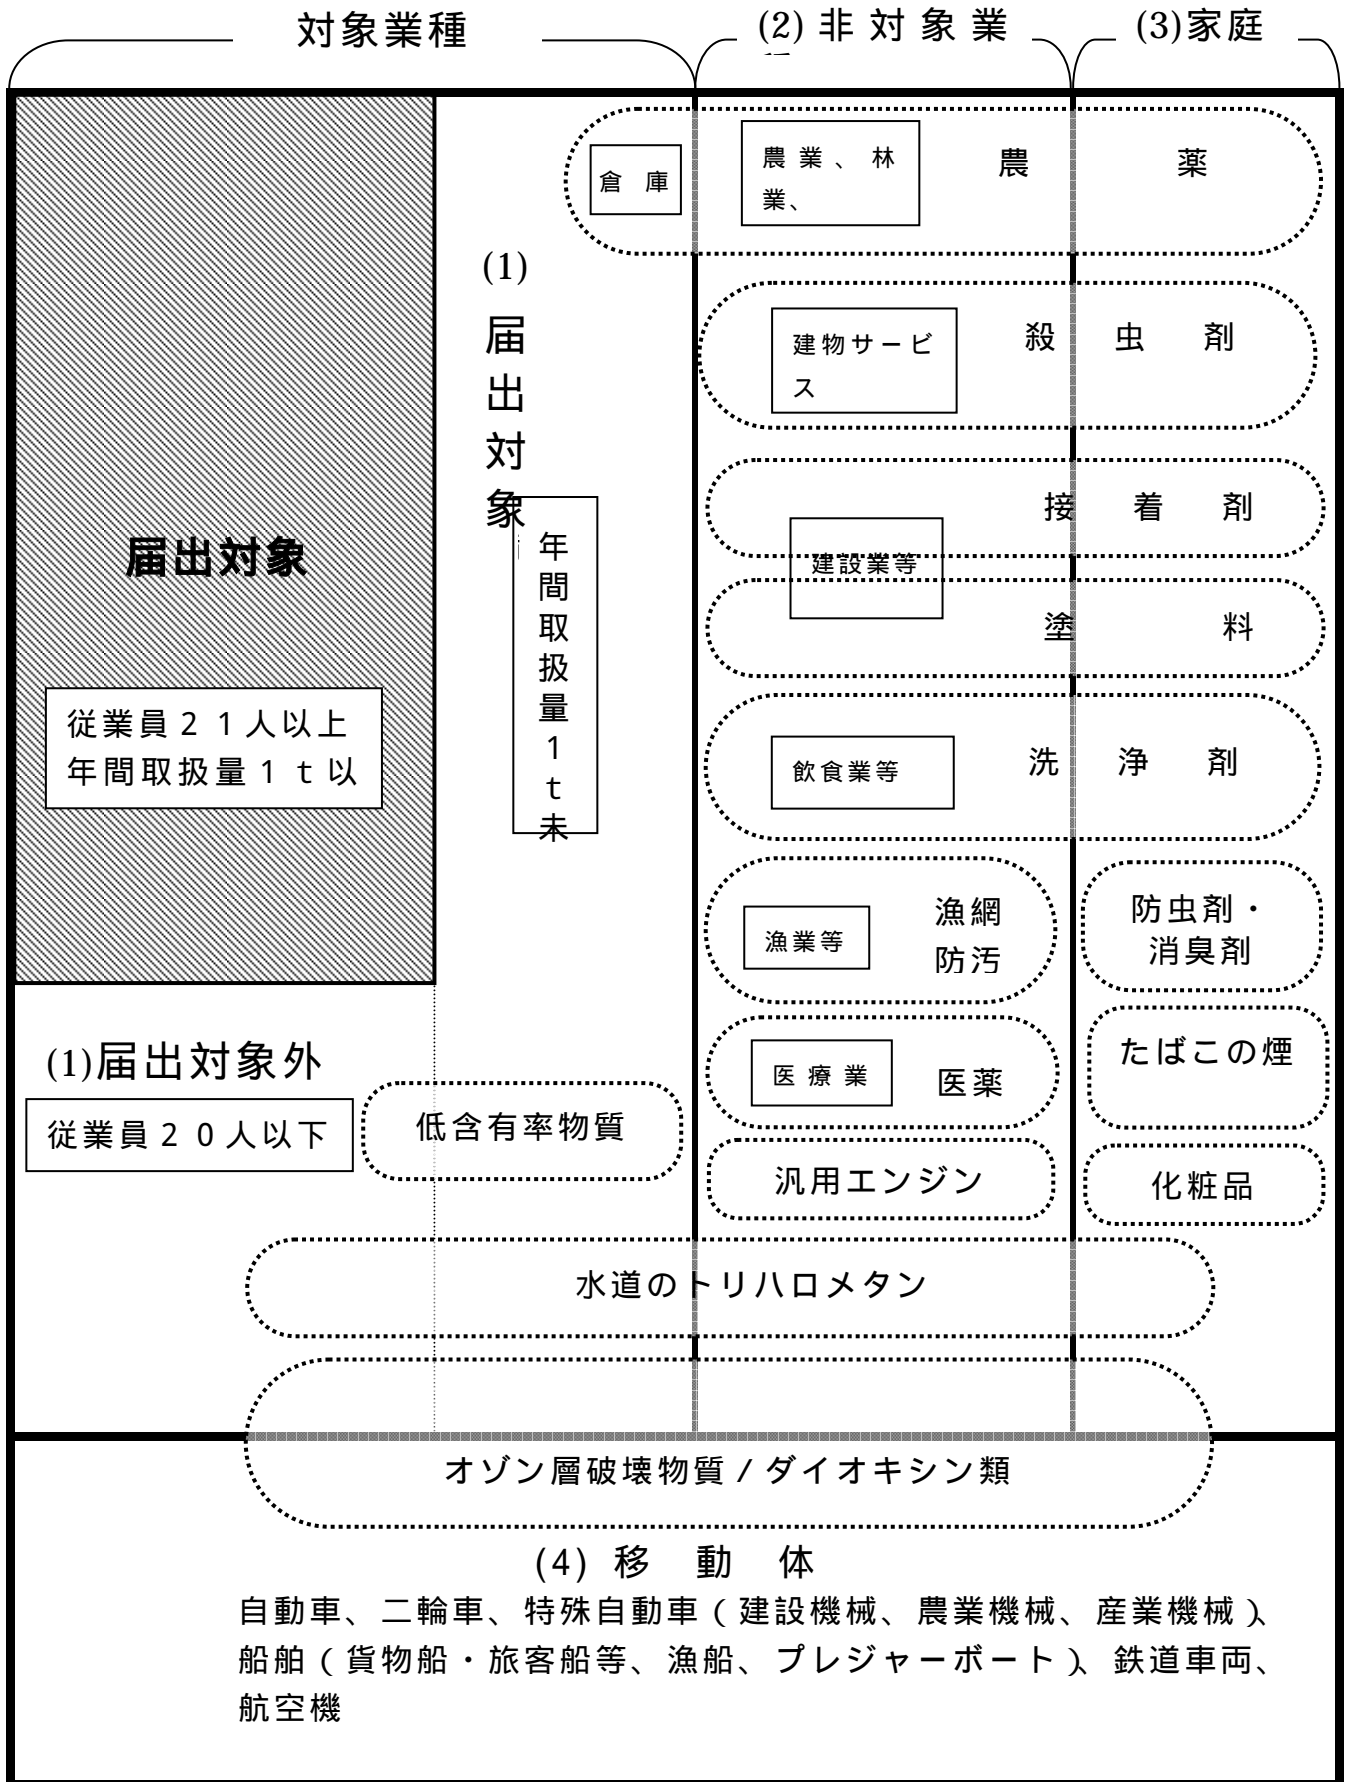 対象業種
(2) 非対象業
(3)家庭
倉庫
農業、林
業、
農薬
(1)
届
出
対
象
建物サービ
ス
殺虫剤
接着剤
建設業等
塗料
届出対象
従業員21人以上
年間取扱量1t以
年
間
取
扱
量
1
t
未
飲食業等
洗浄剤
漁業等
漁網
防汚
防虫剤・
消臭剤
(1)届出対象外
従業員20人以下
低含有率物質
医療業
医薬
たばこの煙
汎用エンジン
化粧品
水道のトリハロメタン
オゾン層破壊物質/ダイオキシン類
(4) 移動体
自動車、二輪車、特殊自動車(建設機械、農業機械、産業機械)、
船舶(貨物船・旅客船等、漁船、プレジャーボート)、鉄道車両、
航空機